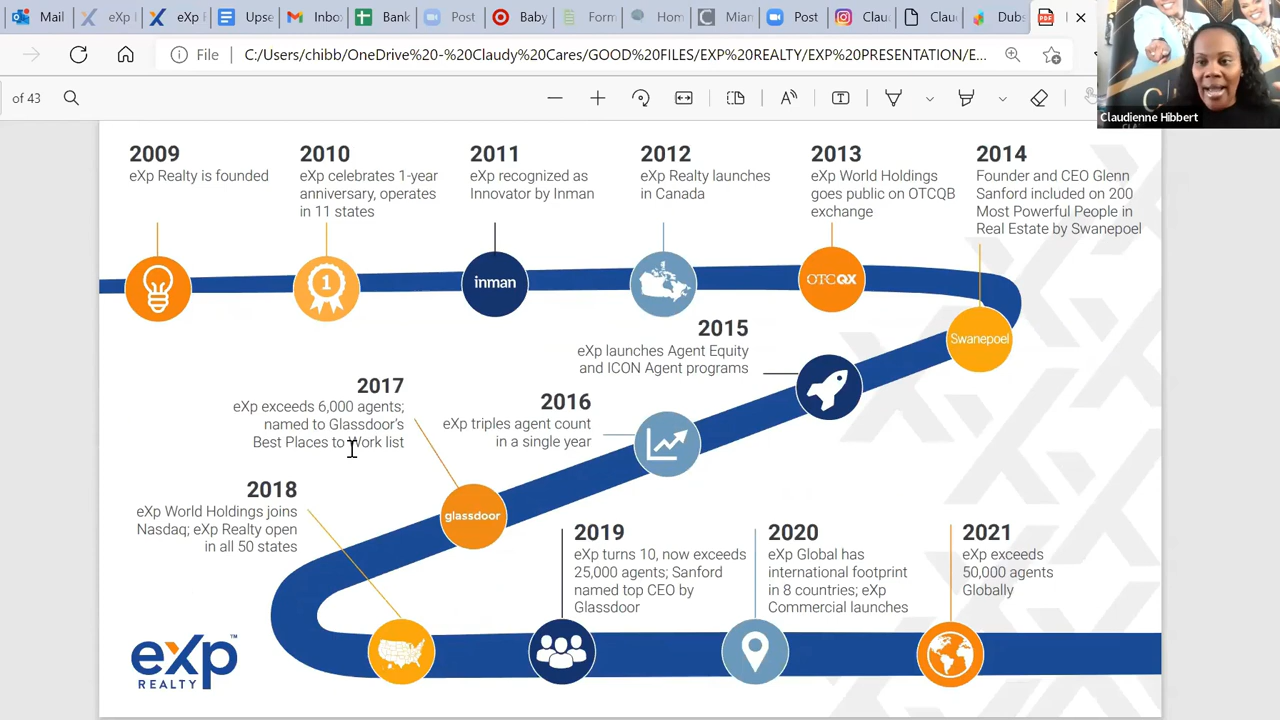 Mail
eXp I
eXp F
Upse
Inbo
Bank
Post
Baby
Form
Hom
Mian
Post
Clau
Clau
Dubs
File
C:/Users/chibb/OneDrive%20-%20Claudy%20Cares/GOOD%20FILES/EXP%20REALTY/EXP%20PRESENTATION/E...
of 43
Claudienne Hibbert
2009
eXp Realty is founded
2010
eXp celebrates 1-year
anniversary, operates
in 11 states
2011
eXp recognized as
Innovator by Inman
2012
eXp Realty launches
in Canada
2013
eXp World Holdings
goes public on OTCQB
exchange
2014
Founder and CEO Glenn
Sanford included on 200
Most Powerful People in
Real Estate by Swanepoel
1
inman
OTCQX
Swanepoel
2015
eXp launches Agent Equity
and ICON Agent programs
2016
eXp triples agent count
in a single year
2017
eXp exceeds 6,000 agents;
named to Glassdoor's
Best Places to Work list
glassdoor
2018
eXp World Holdings joins
Nasdaq; eXp Realty open
in all 50 states
2019
eXp turns 10, now exceeds
25,000 agents; Sanford
named top CEO by
Glassdoor
2020
eXp Global has
international footprint
in 8 countries; eXp
Commercial launches
2021
eXp exceeds
50,000 agents
Globally
eXp™
REALTY